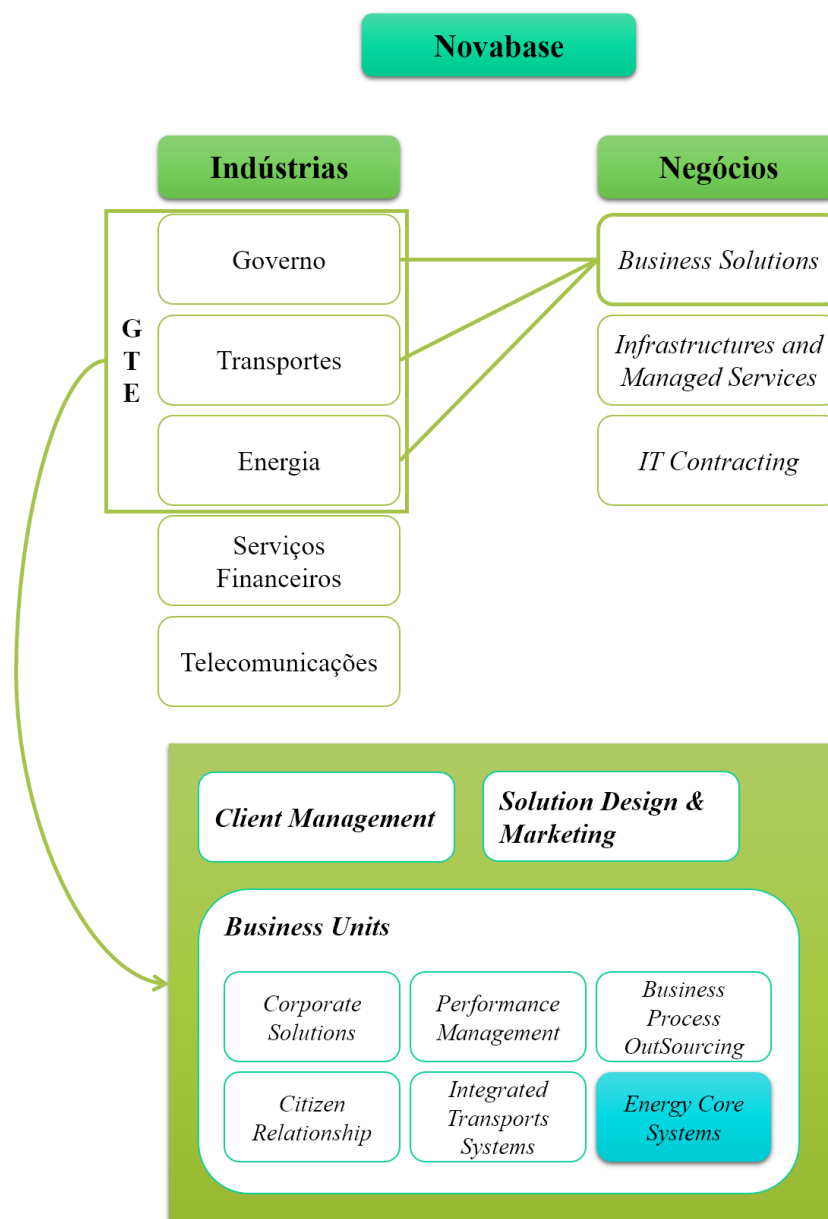 Novabase
Indústrias
Negócios
G
T
E
Governo
Transportes
Energia
Serviços
Financeiros
Telecomunicações
Business Solutions
Infrastructures and
Managed Services
IT Contracting
Client Management
Solution Design &
Marketing
Business Units
Corporate
Solutions
Performance
Management
Business
Process
OutSourcing
Citizen
Relationship
Integrated
Transports
Systems
Energy Core
Systems